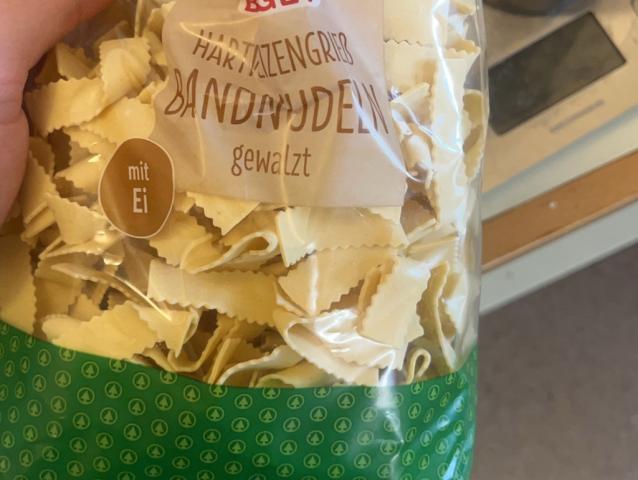 HARTWEIZENGRIEß
BANDNUDELN
gewalzt
mit
Ei